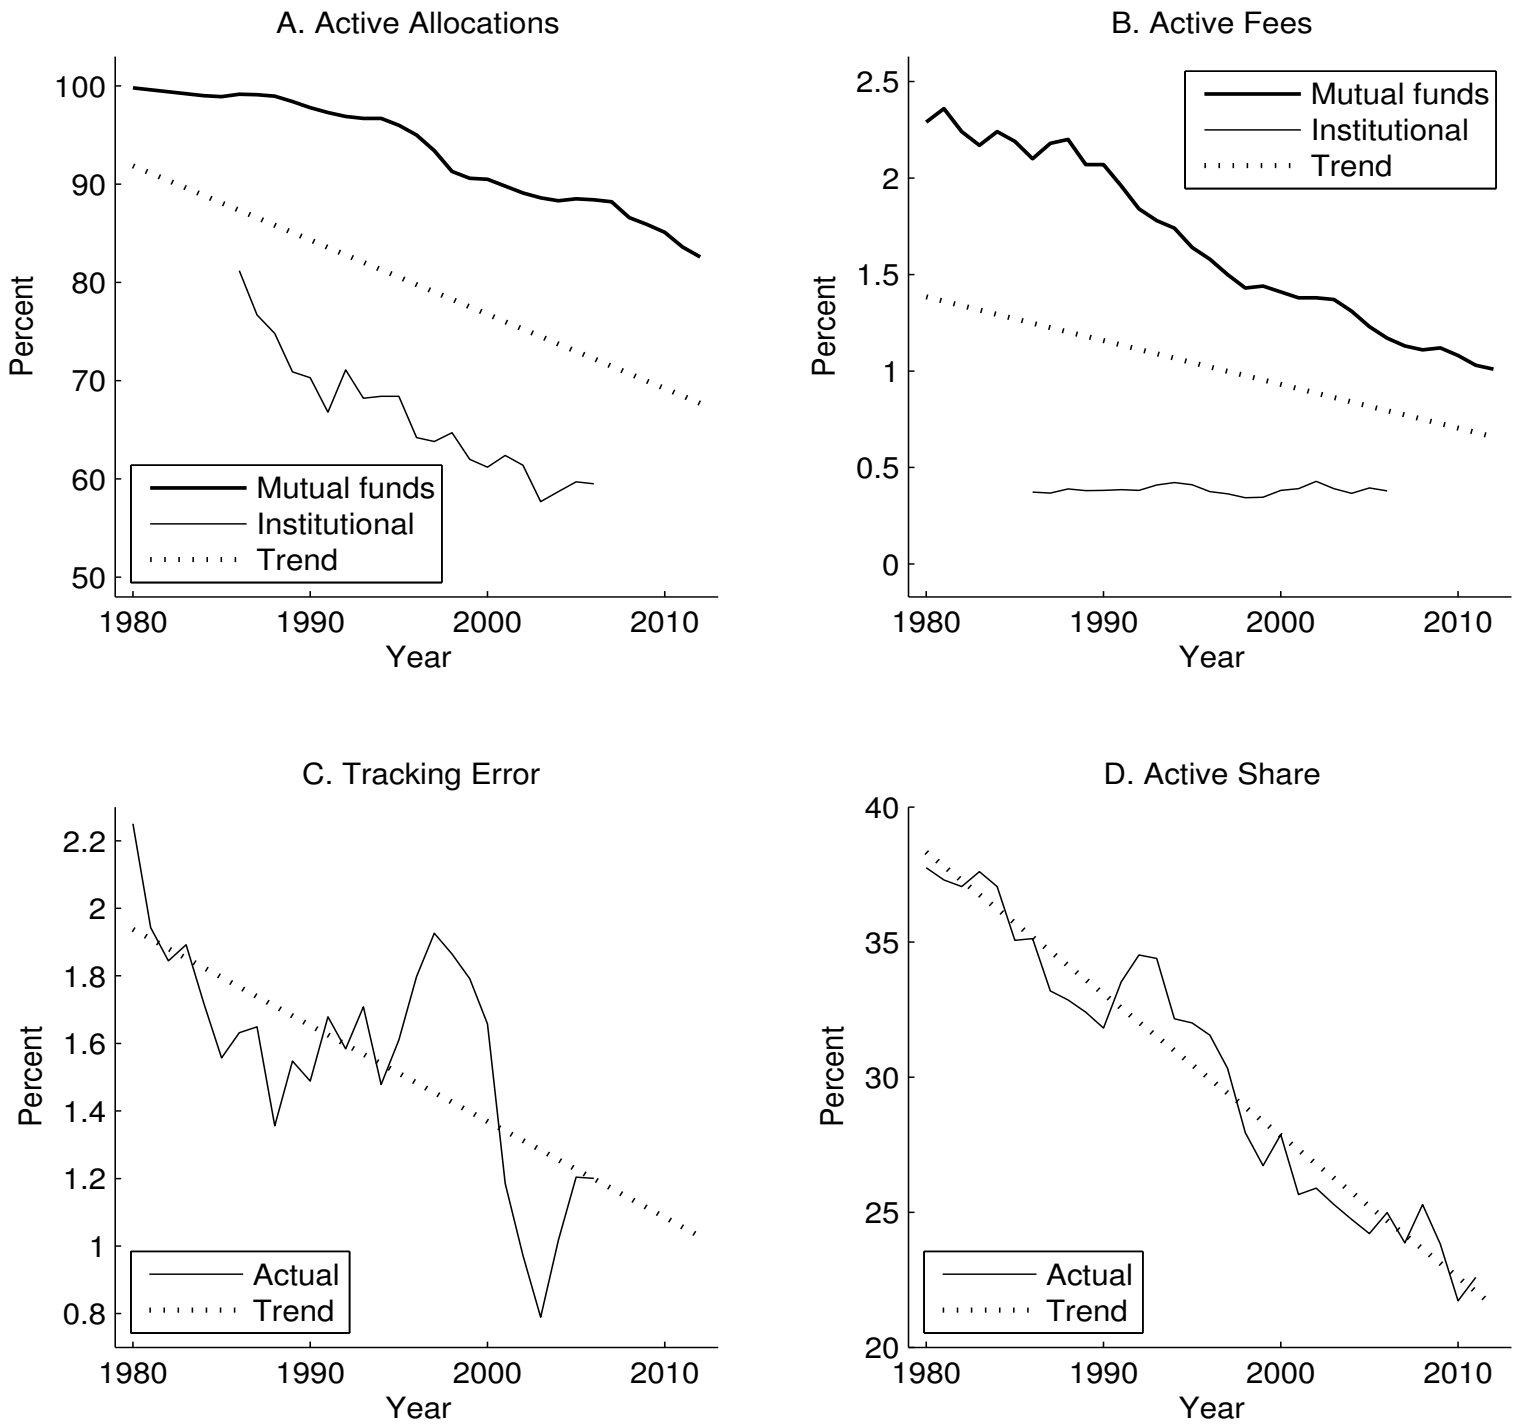 A. Active Allocations
100
90
80
70
60
50
Percent
Mutual funds
Institutional
Trend
1980 1990 2000 2010
Year
B. Active Fees
2.5
2
1.5
1
0.5
0
Percent
Mutual funds
Institutional
Trend
1980 1990 2000 2010
Year
C. Tracking Error
2.2
2
1.8
1.6
1.4
1.2
1
0.8
Percent
Actual
Trend
1980 1990 2000 2010
Year
D. Active Share
40
35
30
25
20
Percent
Actual
Trend
1980 1990 2000 2010
Year